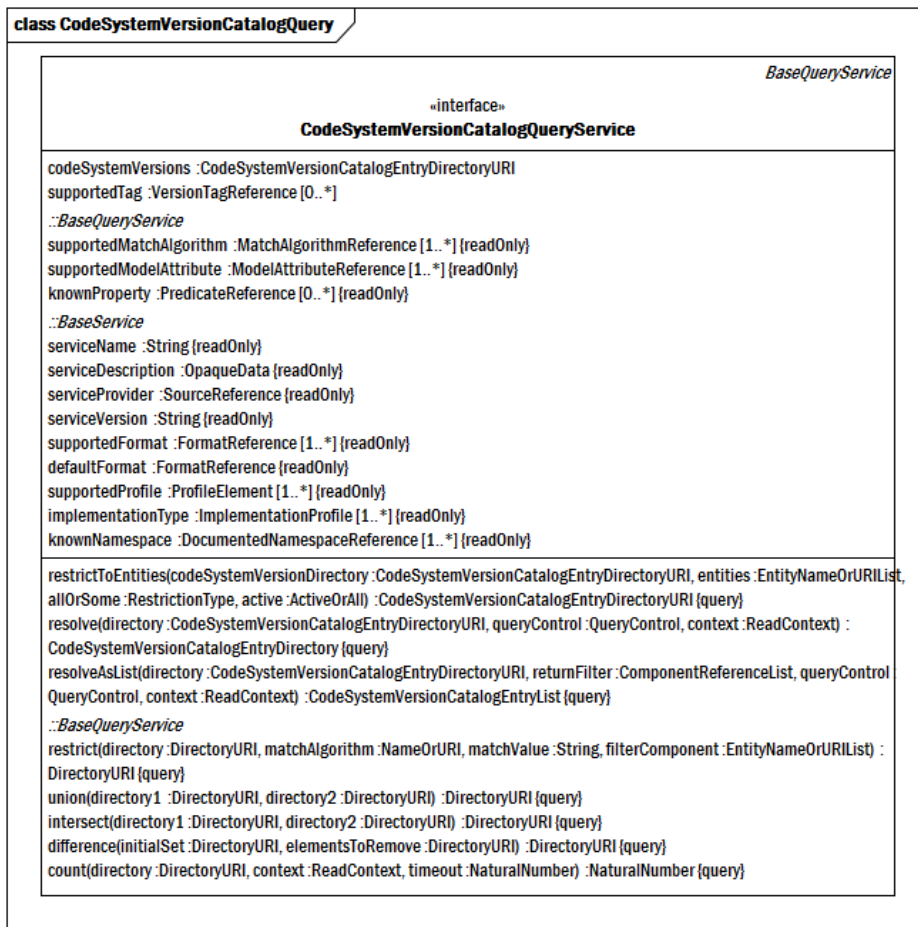 class CodeSystemVersionCatalogQuery
BaseQueryService
«interface»
CodeSystemVersionCatalogQueryService
codeSystemVersions :CodeSystemVersionCatalogEntryDirectoryURI
supportedTag :VersionTagReference [0..*]
::BaseQueryService
supportedMatchAlgorithm :MatchAlgorithmReference [1..*] {readOnly}
supportedModelAttribute :ModelAttributeReference [1..*] {readOnly}
knownProperty :PredicateReference [0..*] {readOnly}
::BaseService
serviceName :String {readOnly}
serviceDescription :OpaqueData {readOnly}
serviceProvider :SourceReference {readOnly}
serviceVersion :String {readOnly}
supportedFormat :FormatReference [1..*] {readOnly}
defaultFormat :FormatReference {readOnly}
supportedProfile :ProfileElement [1..*] {readOnly}
implementationType :ImplementationProfile [1..*] {readOnly}
knownNamespace :DocumentedNamespaceReference [1..*] {readOnly}
restrictToEntities(codeSystemVersionDirectory :CodeSystemVersionCatalogEntryDirectoryURI, entities :EntityNameOrURIList,
allOrSome :RestrictionType, active :ActiveOrAll) :CodeSystemVersionCatalogEntryDirectoryURI {query}
resolve(directory :CodeSystemVersionCatalogEntryDirectoryURI, queryControl :QueryControl, context :ReadContext) :
CodeSystemVersionCatalogEntryDirectory {query}
resolveAsList(directory :CodeSystemVersionCatalogEntryDirectoryURI, returnFilter :ComponentReferenceList, queryControl :
QueryControl, context :ReadContext) :CodeSystemVersionCatalogEntryList {query}
::BaseQueryService
restrict(directory :DirectoryURI, matchAlgorithm :NameOrURI, matchValue :String, filterComponent :EntityNameOrURIList) :
DirectoryURI {query}
union(directory1 :DirectoryURI, directory2 :DirectoryURI) :DirectoryURI {query}
intersect(directory1 :DirectoryURI, directory2 :DirectoryURI) :DirectoryURI {query}
difference(initialSet :DirectoryURI, elementsToRemove :DirectoryURI) :DirectoryURI {query}
count(directory :DirectoryURI, context :ReadContext, timeout :NaturalNumber) :NaturalNumber {query}